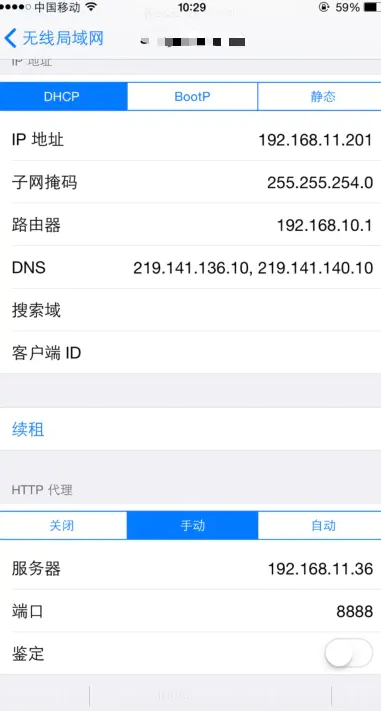 中国移动 10:29 59%
无线局域网
IP 地址
DHCP BootP 静态
IP 地址 192.168.11.201
子网掩码 255.255.254.0
路由器 192.168.10.1
DNS 219.141.136.10, 219.141.140.10
搜索域
客户端 ID
续租
HTTP 代理
关闭 手动 自动
服务器 192.168.11.36
端口 8888
鉴定